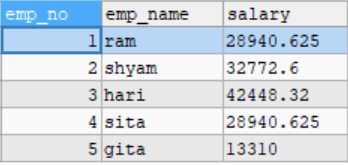 emp_no emp_name salary
1 ram 28940.625
2 shyam 32772.6
3 hari 42448.32
4 sita 28940.625
5 gita 13310